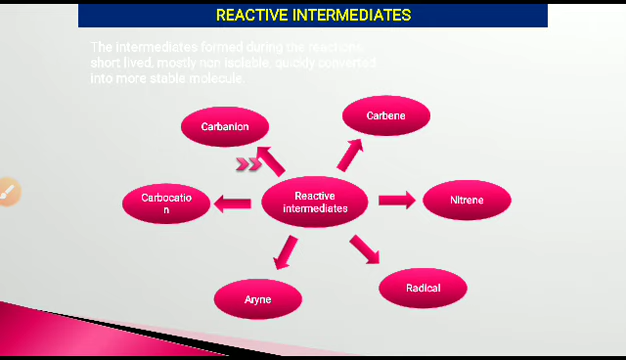 REACTIVE INTERMEDIATES
The intermediates formed during the reactions
short lived, mostly non isolable, quickly converted
into more stable molecule.
Carbanion
Carbene
Carbocatio
n
Reactive
intermediates
Nitrene
Aryne
Radical